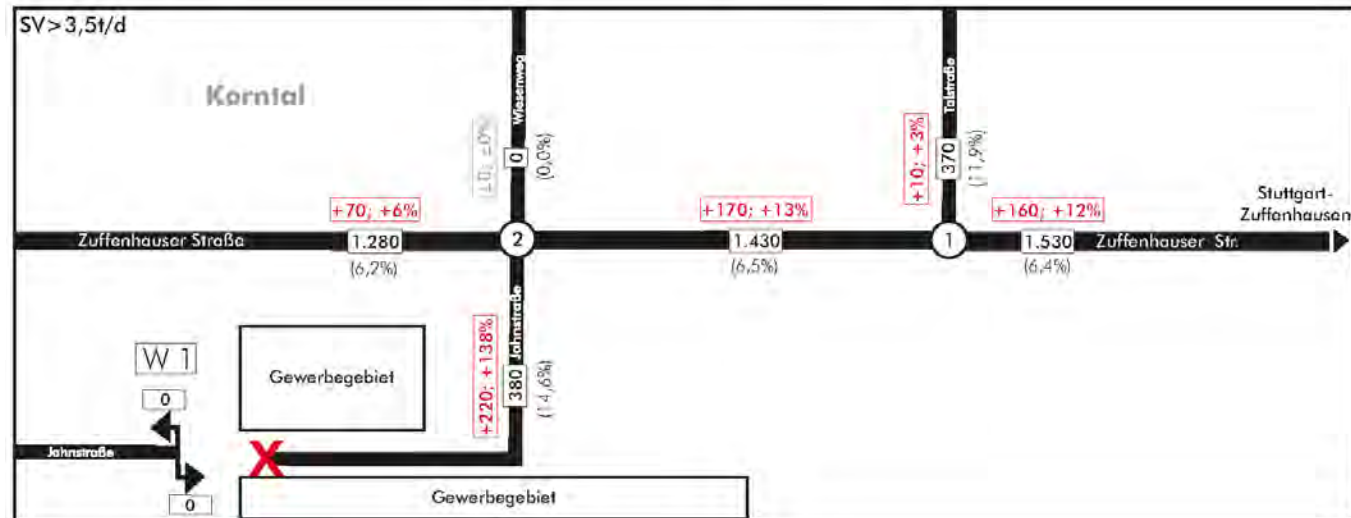 SV>3,5t/d
Korntal
Wiesenweg
Talstraße
±0; ±0%
0
(0,0%)
+10; +3%
370
(11,9%)
Stuttgart-
Zuffenhausen
+70; +6%
+170; +13%
+160; +12%
Zuffenhauser Straße
1.280
2
1.430
1
1.530
Zuffenhauser Str.
(6,2%)
(6,5%)
(6,4%)
+220; +138%
Jahnstraße
380
(14,6%)
W 1
Gewerbegebiet
0
Jahnstraße
X
0
Gewerbegebiet